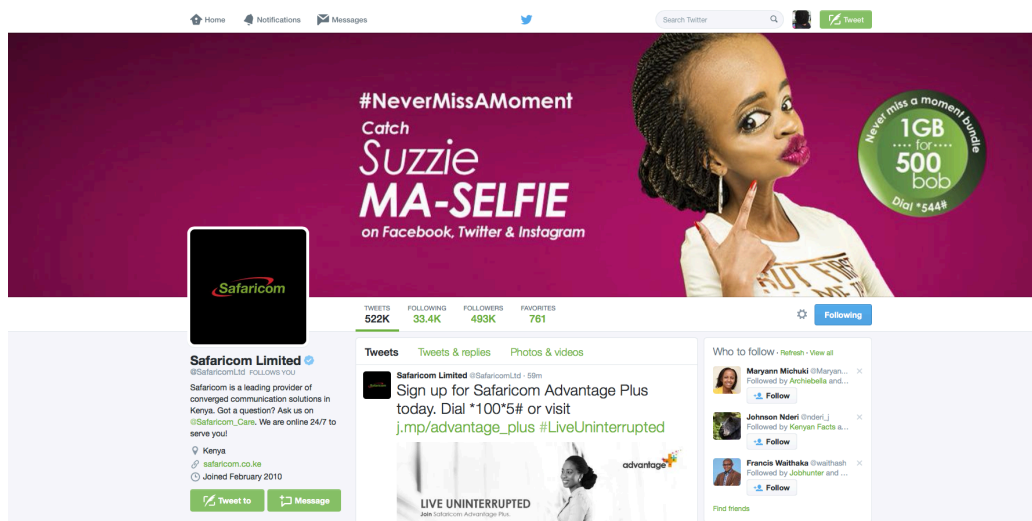 Home Notifications Messages Search Twitter Tweet
#NeverMissAMoment
Catch
Suzzie
MA-SELFIE
on Facebook, Twitter & Instagram
Never miss a moment bundle
1GB
for
500
bob
Dial *544#
Safaricom
TWEETS FOLLOWING FOLLOWERS FAVORITES
522K 33.4K 493K 761
Following
Safaricom Limited
@SafaricomLtd FOLLOWS YOU
Safaricom is a leading provider of
converged communication solutions in
Kenya. Got a question? Ask us on
@Safaricom_Care. We are online 24/7 to
serve you!
Kenya
safaricom.co.ke
Joined February 2010
Tweet to Message
Tweets Tweets & replies Photos & videos
Safaricom Limited @SafaricomLtd · 59m
Sign up for Safaricom Advantage Plus
today. Dial *100*5# or visit
j.mp/advantage_plus #LiveUninterrupted
advantage
LIVE UNINTERRUPTED
Join Safaricom Advantage Plus.
Who to follow · Refresh · View all
Maryann Michuki @Maryan...
Followed by Archiebella and...
Follow
Johnson Nderi @nderi_j
Followed by Kenyan Facts a...
Follow
Francis Waithaka @waithash
Followed by Jobhunter and ...
Follow
Find friends